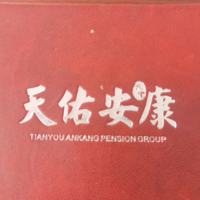 天佑安康
TIANYOU ANKANG PENSION GROUP